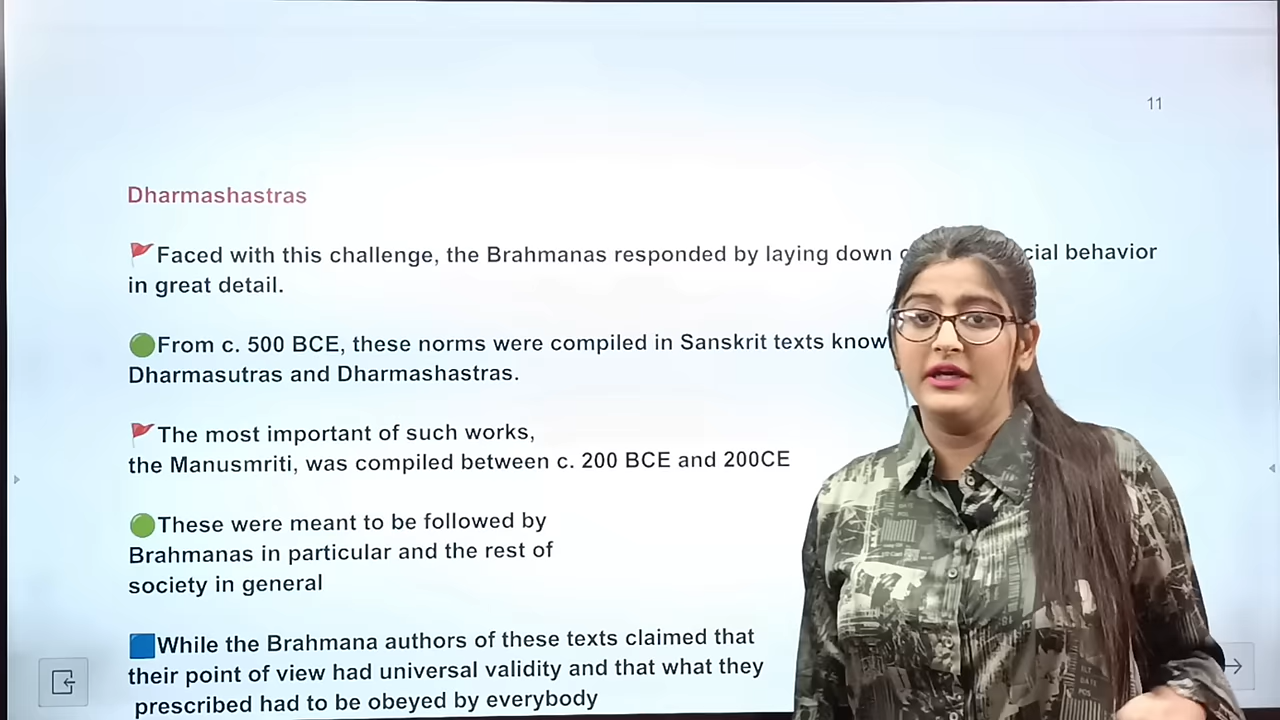 11
Dharmashastras
Faced with this challenge, the Brahmanas responded by laying down cial behavior
in great detail.
From c. 500 BCE, these norms were compiled in Sanskrit texts know
Dharmasutras and Dharmashastras.
The most important of such works,
the Manusmriti, was compiled between c. 200 BCE and 200CE
These were meant to be followed by
Brahmanas in particular and the rest of
society in general
While the Brahmana authors of these texts claimed that
their point of view had universal validity and that what they
prescribed had to be obeyed by everybody